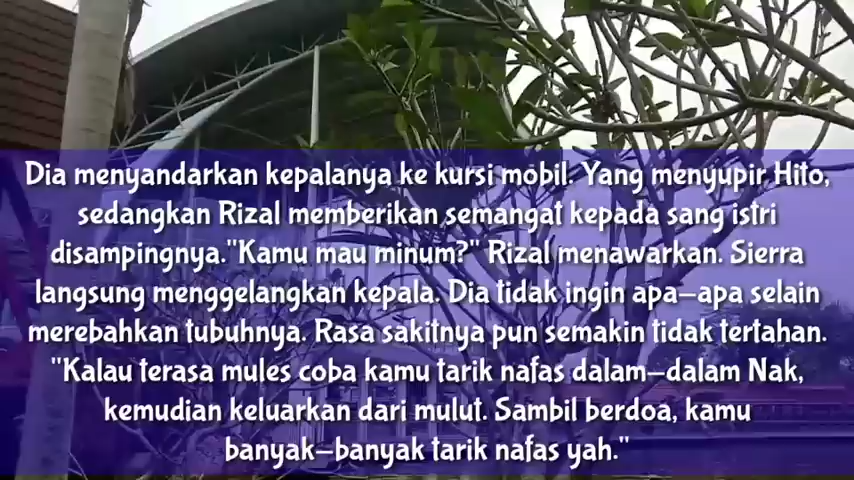 Dia menyandarkan kepalanya ke kursi mobil. Yang menyupir Hito,
sedangkan Rizal memberikan semangat kepada sang istri
disampingnya."Kamu mau minum?" Rizal menawarkan. Sierra
langsung menggelangkan kepala. Dia tidak ingin apa-apa selain
merebahkan tubuhnya. Rasa sakitnya pun semakin tidak tertahan.
"Kalau terasa mules coba kamu tarik nafas dalam-dalam Nak,
kemudian keluarkan dari mulut. Sambil berdoa, kamu
banyak-banyak tarik nafas yah."